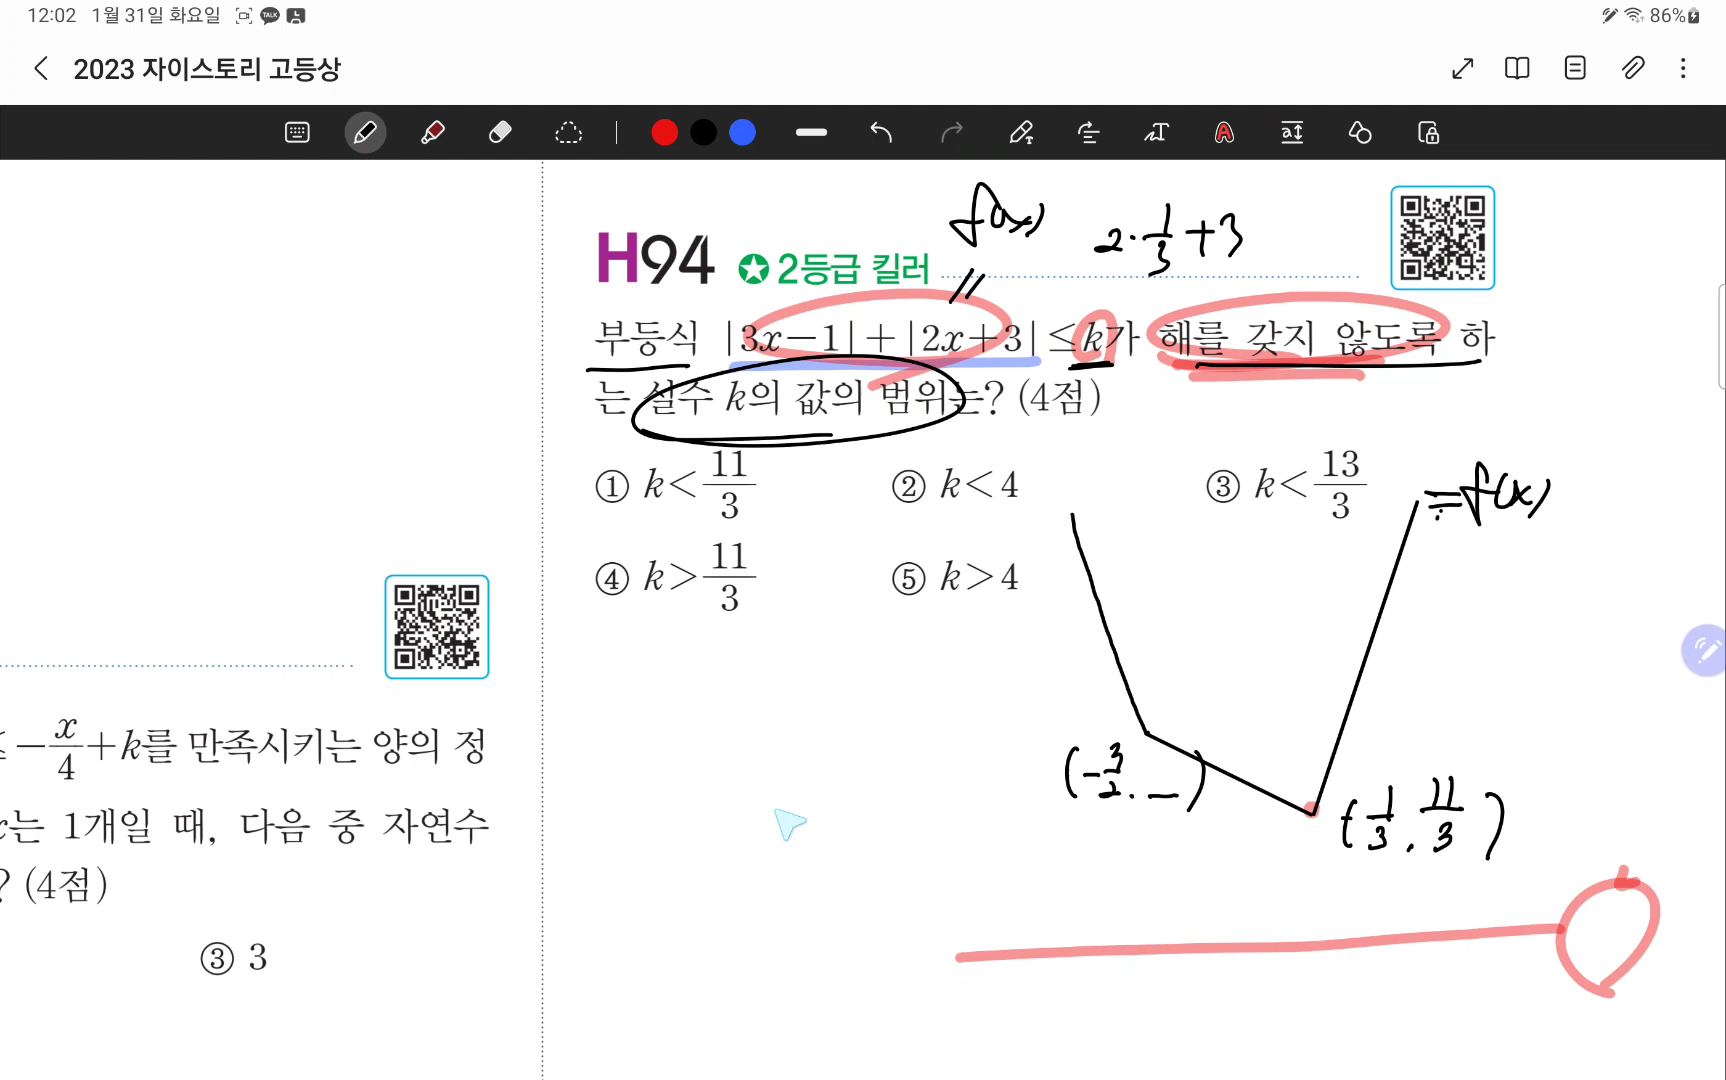 12:02 1월 31일 화요일 TALK 86%
2023 자이스토리 고등상
f(x) 2·1/3+3
H94 2등급 킬러
=
부등식 |3x-1|+|2x+3|≤k가 해를 갖지 않도록 하
는 실수 k의 값의 범위는? (4점)
① k<11/3 ② k<4 ③ k<13/3
=f(x)
④ k>11/3 ⑤ k>4
≤-x/4+k를 만족시키는 양의 정
(-3/2, _)
x는 1개일 때, 다음 중 자연수
(1/3, 11/3)
? (4점)
③ 3